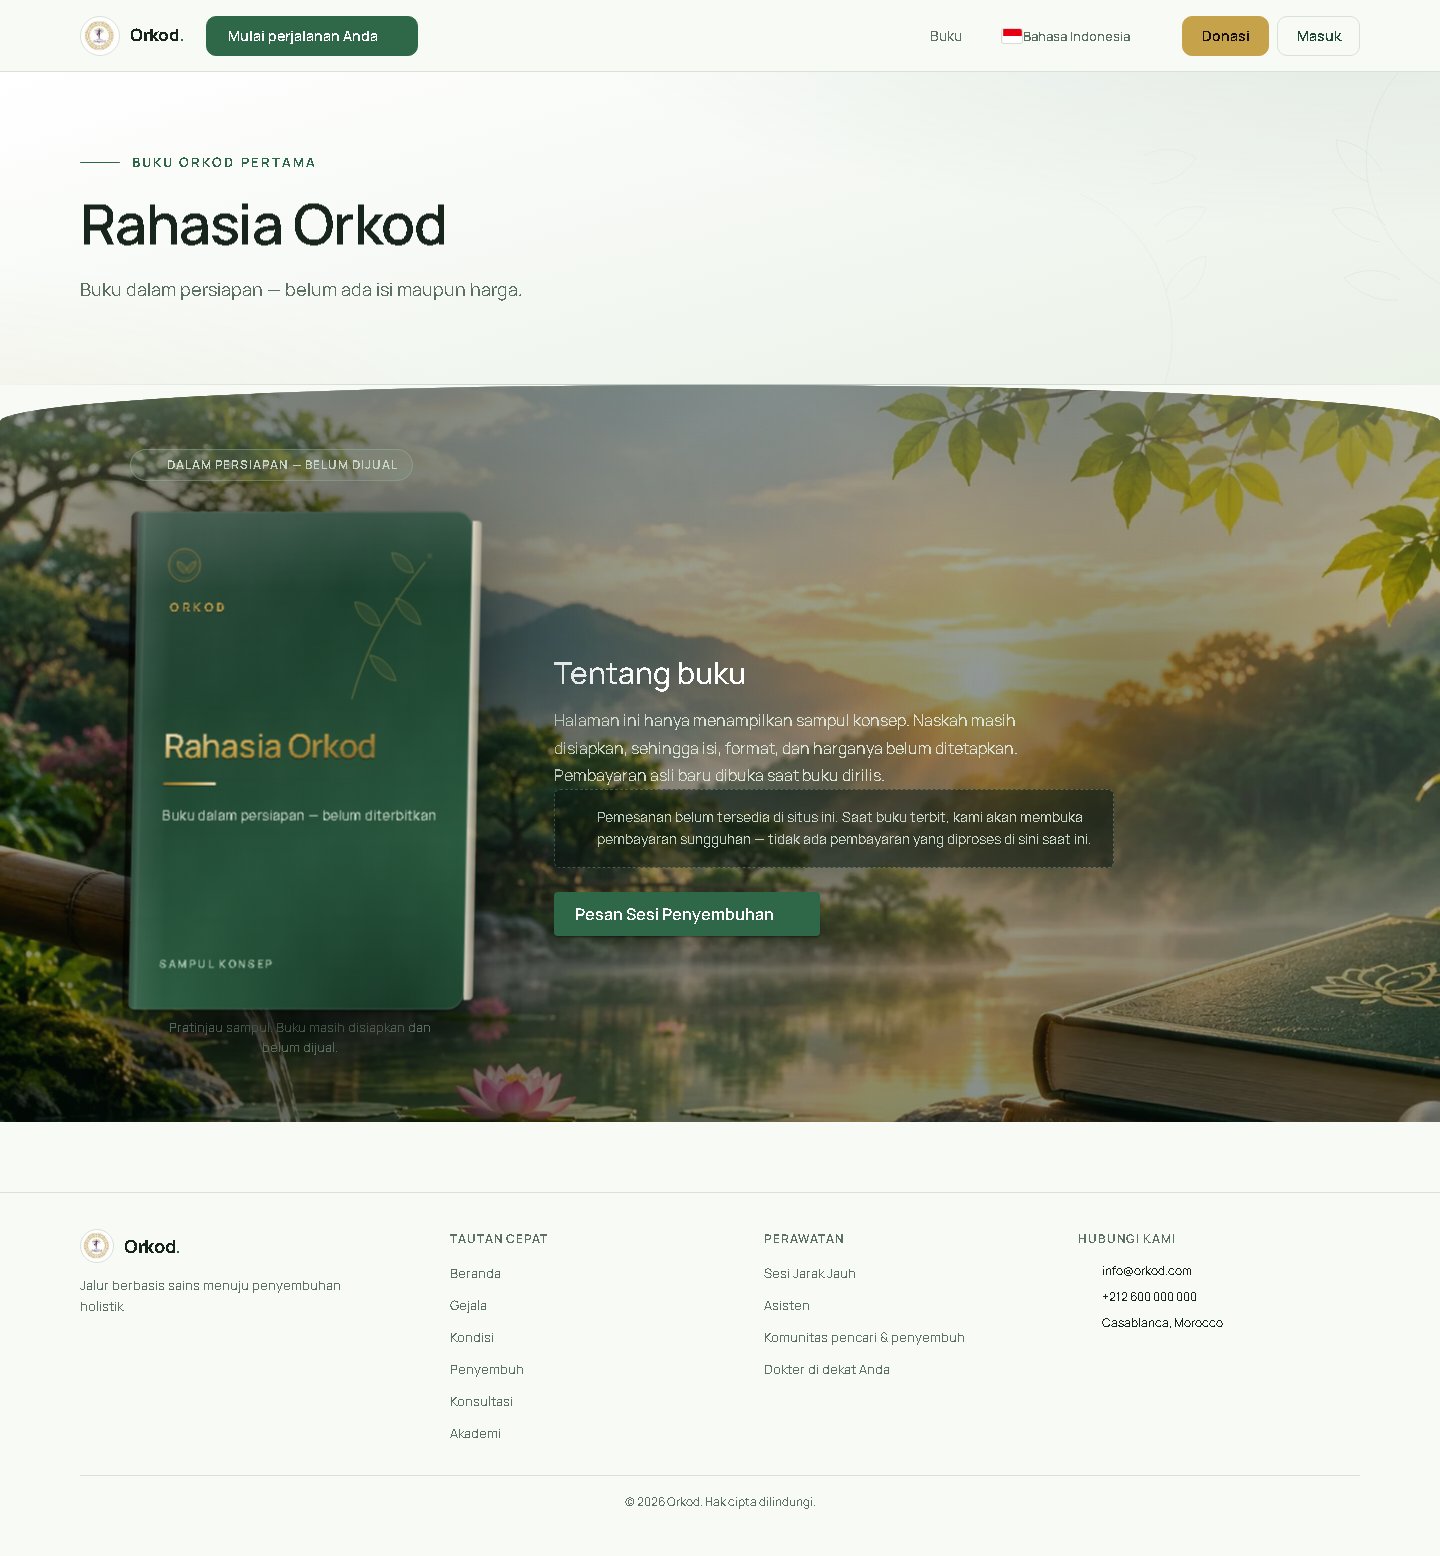 Orkod.
Mulai perjalanan Anda
Buku
Bahasa Indonesia
Donasi
Masuk
BUKU ORKOD PERTAMA
Rahasia Orkod
Buku dalam persiapan — belum ada isi maupun harga.
DALAM PERSIAPAN — BELUM DIJUAL
ORKOD
Rahasia Orkod
Buku dalam persiapan — belum diterbitkan
SAMPUL KONSEP
Pratinjau sampul. Buku masih disiapkan dan
belum dijual.
Tentang buku
Halaman ini hanya menampilkan sampul konsep. Naskah masih
disiapkan, sehingga isi, format, dan harganya belum ditetapkan.
Pembayaran asli baru dibuka saat buku dirilis.
Pemesanan belum tersedia di situs ini. Saat buku terbit, kami akan membuka
pembayaran sungguhan — tidak ada pembayaran yang diproses di sini saat ini.
Pesan Sesi Penyembuhan
Orkod.
Jalur berbasis sains menuju penyembuhan
holistik.
TAUTAN CEPAT
Beranda
Gejala
Kondisi
Penyembuh
Konsultasi
Akademi
PERAWATAN
Sesi Jarak Jauh
Asisten
Komunitas pencari & penyembuh
Dokter di dekat Anda
HUBUNGI KAMI
info@orkod.com
+212 600 000 000
Casablanca, Morocco
© 2026 Orkod. Hak cipta dilindungi.